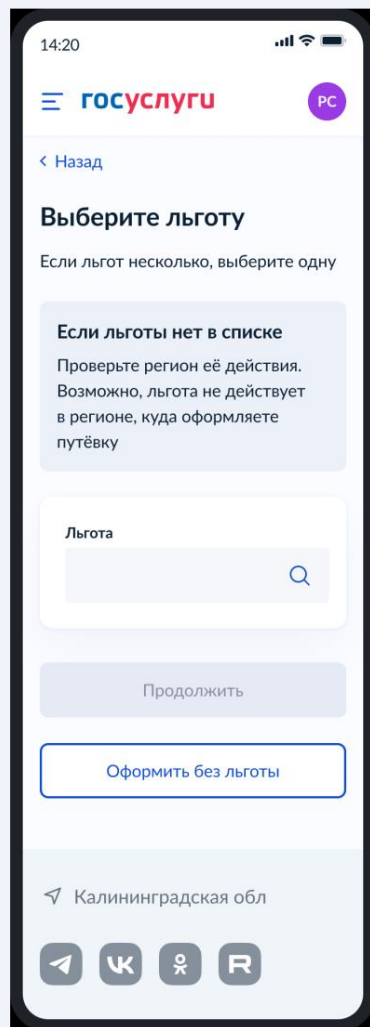 14:20
госуслуги
РС
Назад
Выберите льготу
Если льгот несколько, выберите одну
Если льготы нет в списке
Проверьте регион её действия.
Возможно, льгота не действует
в регионе, куда оформляете
путёвку
Льгота
Продолжить
Оформить без льготы
Калининградская обл